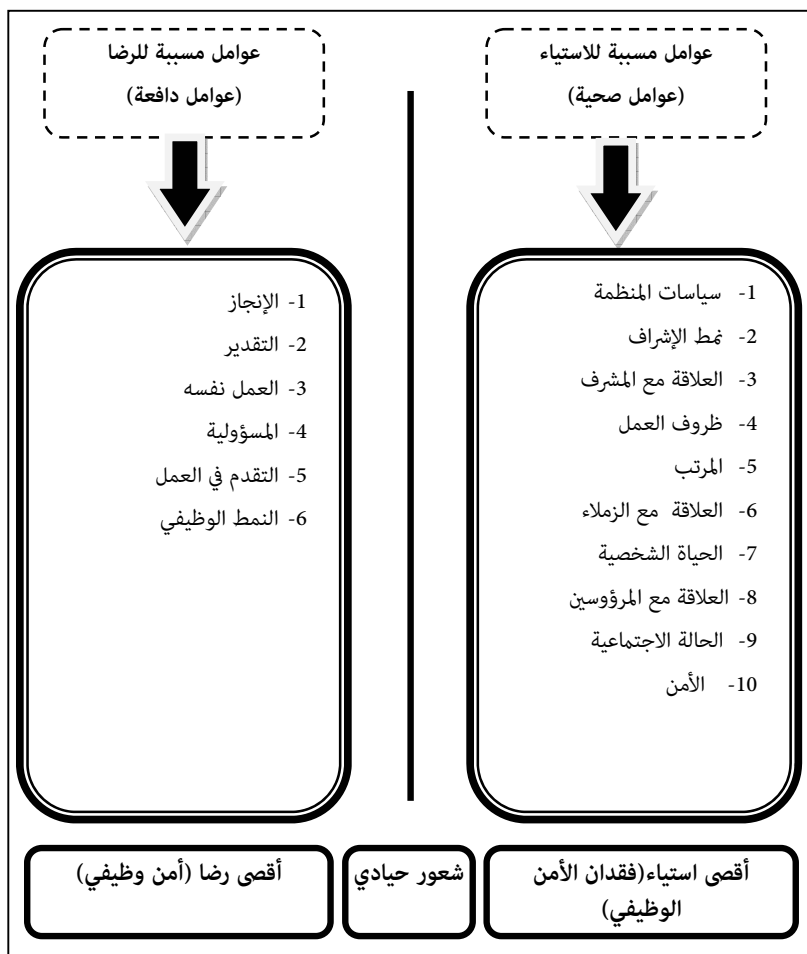 عوامل مسببة للاستياء
(عوامل صحية)
1- سياسات المنظمة
2- نمط الإشراف
3- العلاقة مع المشرف
4- ظروف العمل
5- المرتب
6- العلاقة مع الزملاء
7- الحياة الشخصية
8- العلاقة مع المرؤوسين
9- الحالة الاجتماعية
10- الأمن
عوامل مسببة للرضا
(عوامل دافعة)
1- الإنجاز
2- التقدير
3- العمل نفسه
4- المسؤولية
5- التقدم في العمل
6- النمط الوظيفي
أقصى استياء(فقدان الأمن
الوظيفي)
شعور حيادي
أقصى رضا (أمن وظيفي)